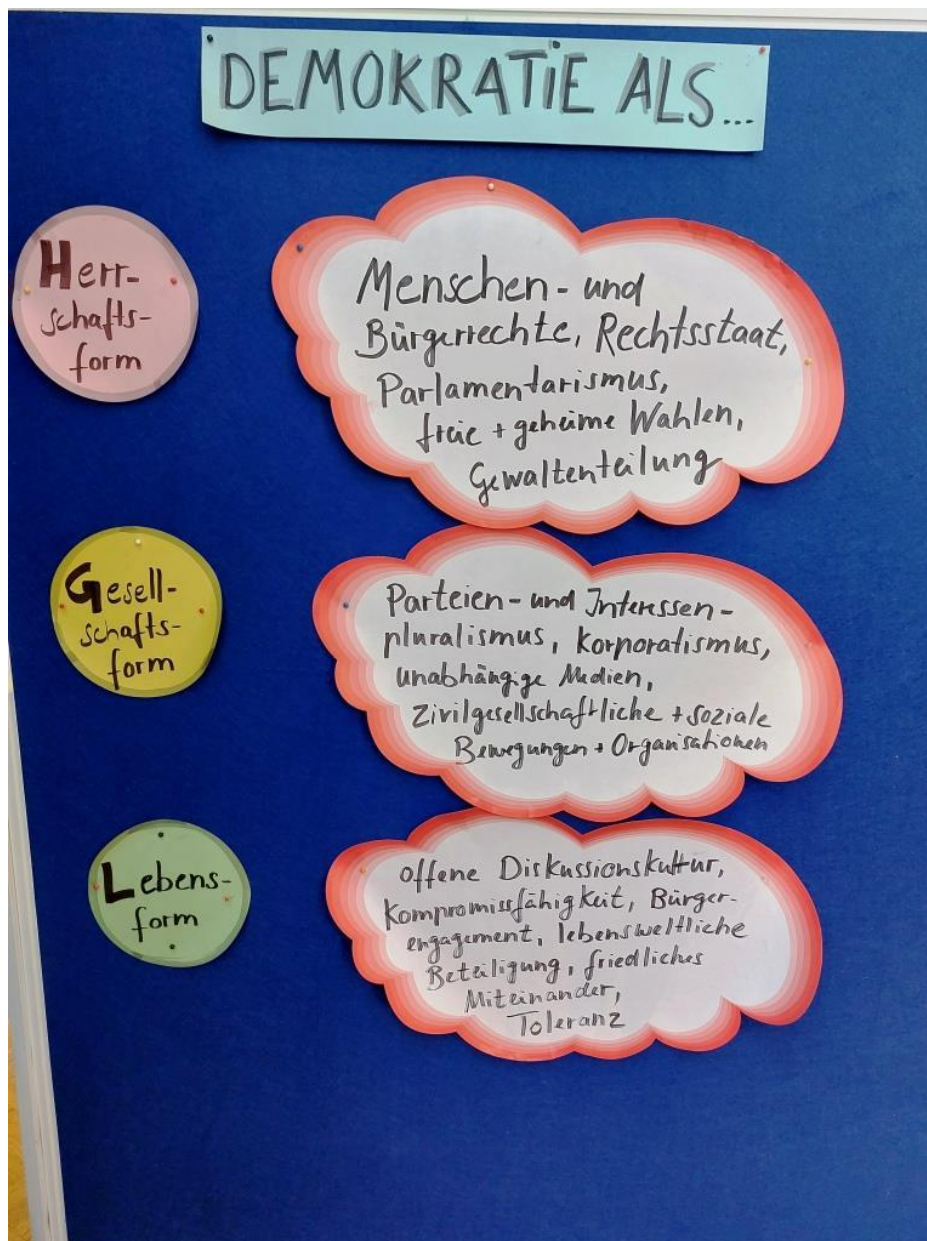 DEMOKRATIE ALS...
Herr-
schafts-
form
Menschen- und
Bürgerrechte, Rechtsstaat,
Parlamentarismus,
freie + geheime Wahlen,
Gewaltenteilung
Gesell-
schafts-
form
Parteien- und Interessen-
pluralismus, Korporatismus,
unabhängige Medien,
Zivilgesellschaftliche + soziale
Bewegungen + Organisationen
Lebens-
form
offene Diskussionskultur,
Kompromissfähigkeit, Bürger-
engagement, lebensweltliche
Beteiligung, friedliches
Miteinander,
Toleranz